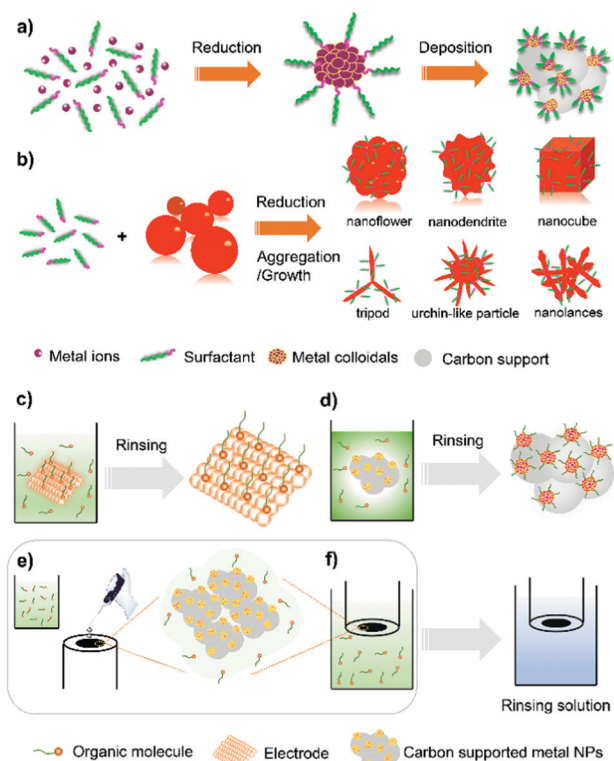 a)
Reduction
Deposition
b)
+
Reduction
Aggregation
/Growth
nanoflower
nanodendrite
nanocube
tripod
urchin-like particle
nanolances
Metal ions
Surfactant
Metal colloidals
Carbon support
c)
Rinsing
d)
Rinsing
e)
f)
Rinsing solution
Organic molecule
Electrode
Carbon supported metal NPs